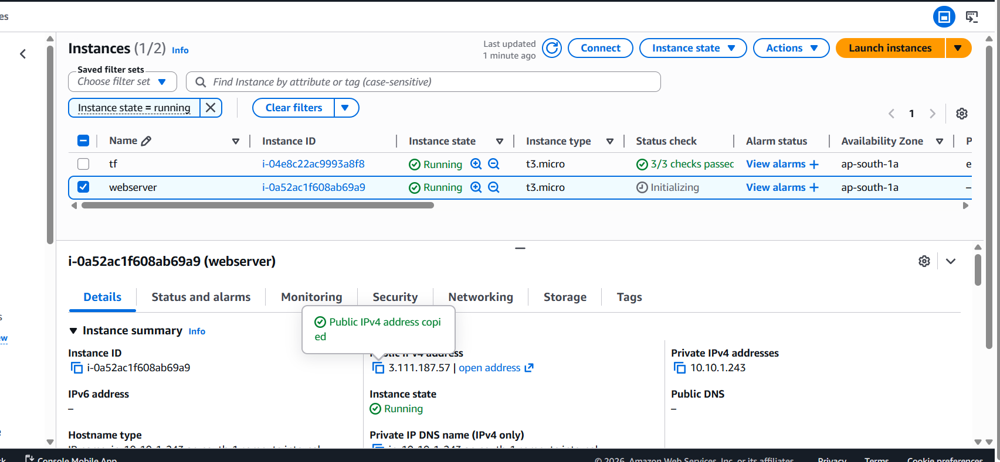 es
Instances (1/2) Info
Last updated
1 minute ago
Connect
Instance state
Actions
Launch instances
Saved filter sets
Choose filter set
Find Instance by attribute or tag (case-sensitive)
Instance state = running
Clear filters
1
Name Instance ID Instance state Instance type Status check Alarm status Availability Zone P
tf i-04e8c22ac9993a8f8 Running t3.micro 3/3 checks passed View alarms + ap-south-1a e
webserver i-0a52ac1f608ab69a9 Running t3.micro Initializing View alarms + ap-south-1a –
i-0a52ac1f608ab69a9 (webserver)
Details Status and alarms Monitoring Security Networking Storage Tags
Public IPv4 address copi
ed
Instance summary Info
Instance ID
i-0a52ac1f608ab69a9
Public IPv4 address
3.111.187.57 | open address
Private IPv4 addresses
10.10.1.243
IPv6 address
–
Instance state
Running
Public DNS
–
Hostname type
Private IP DNS name (IPv4 only)
Console Mobile App
© 2026, Amazon Web Services, Inc. or its affiliates.
Privacy Terms Cookie preferences